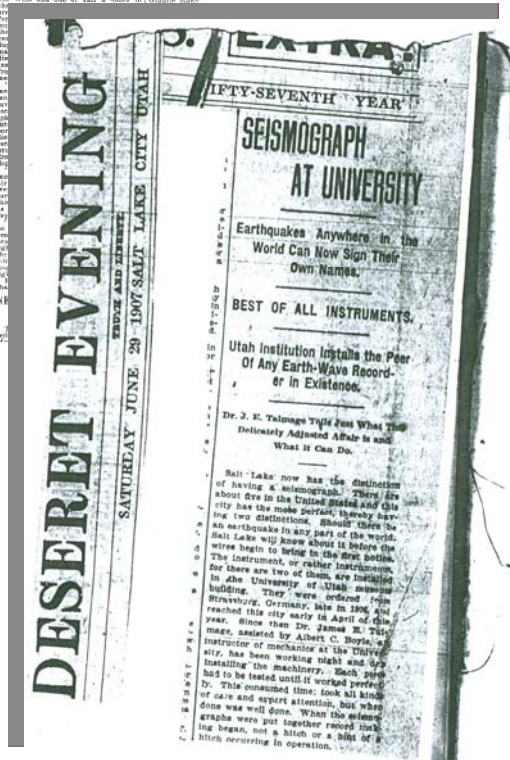 DESERET EVENING
TRUTH AND LIBERTY
SATURDAY JUNE 29 1907 SALT LAKE CITY UTAH
EXTRA.
FIFTY-SEVENTH YEAR
SEISMOGRAPH
AT UNIVERSITY
Earthquakes Anywhere in the
World Can Now Sign Their
Own Names.
BEST OF ALL INSTRUMENTS.
Utah Institution Installs the Peer
Of Any Earth-Wave Record-
er in Existence.
Dr. J. E. Talmage Tells Just What
Delicately Adjusted Affair is and
What it Can Do.
Salt Lake now has the distinction
of having a seismograph. There are
about five in the United States and this
city has the most perfect, thereby hav-
ing two distinctions. Should there be
an earthquake in any part of the world,
Salt Lake will know about it before the
wires begin to bring in the first notice.
The instrument, or rather instruments,
for there are two of them, are installed
in the University of Utah museum
building. They were ordered from
Strassburg, Germany, late in 1906, and
reached this city early in April of this
year. Since then Dr. James E. Tal-
mage, assisted by Albert C. Boyle, a
instructor of mechanics at the Univer-
sity, has been working night and day
installing the machinery. Each
had to be tested until it worked perfect-
ly. This consumed time; took all kinds
of care and expert attention, but when
done was well done. When the seismo-
graphs were put together record mak-
ing began, not a hitch or a hint of a
hitch occurring in operation.